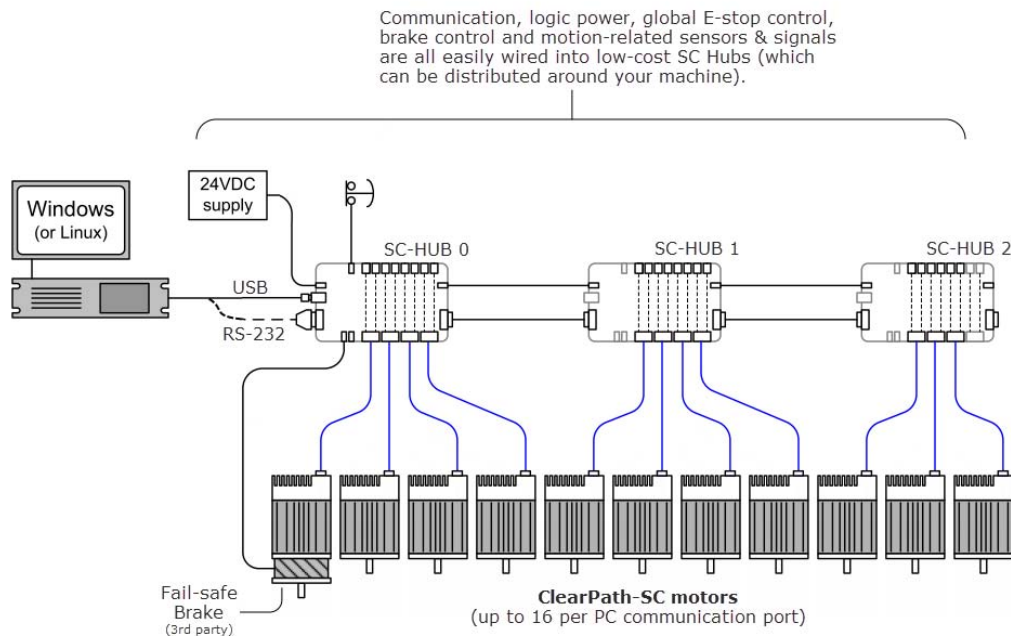 Communication, logic power, global E-stop control,
brake control and motion-related sensors & signals
are all easily wired into low-cost SC Hubs (which
can be distributed around your machine).
Windows
(or Linux)
24VDC
supply
SC-HUB 0
SC-HUB 1
SC-HUB 2
USB
RS-232
Fail-safe
Brake
(3rd party)
ClearPath-SC motors
(up to 16 per PC communication port)